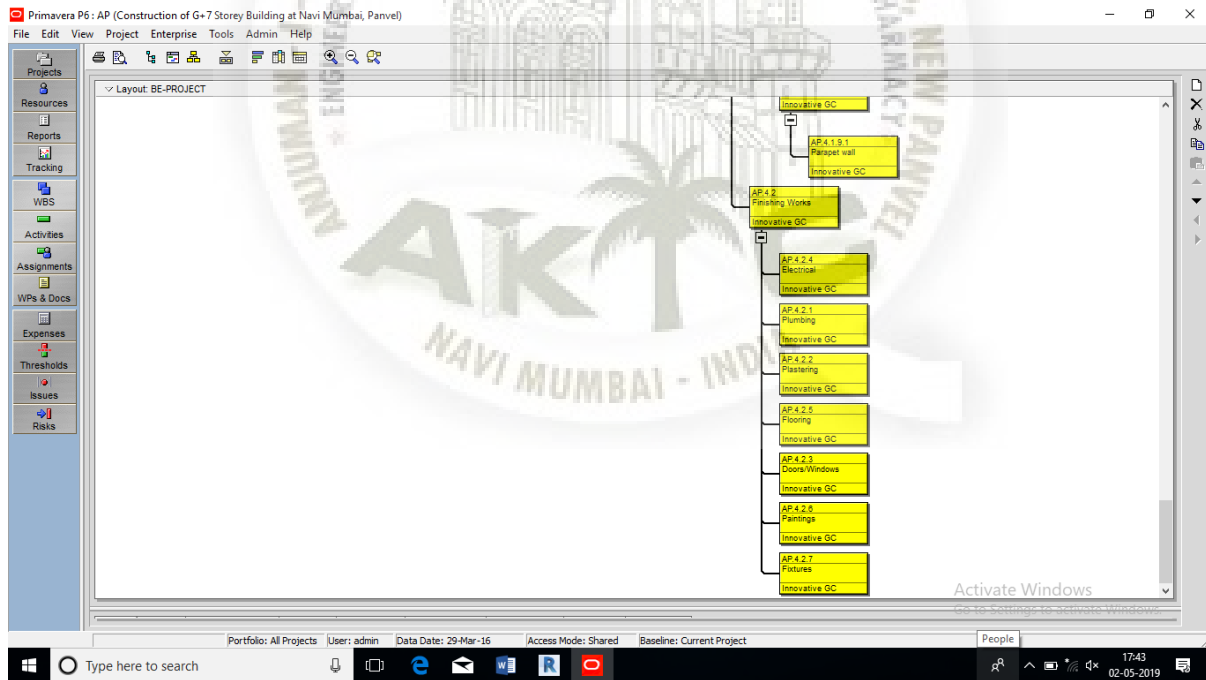 Primavera P6 : AP (Construction of G+7 Storey Building at Navi Mumbai, Panvel)
File Edit View Project Enterprise Tools Admin Help
Projects
Resources
Reports
Tracking
WBS
Activities
Assignments
WPs & Docs
Expenses
Thresholds
Issues
Risks
Layout: BE-PROJECT
Innovative GC
AP.4.1.9.1
Parapet wall
Innovative GC
AP.4.2
Finishing Works
Innovative GC
AP.4.2.4
Electrical
Innovative GC
AP.4.2.1
Plumbing
Innovative GC
AP.4.2.2
Plastering
Innovative GC
AP.4.2.5
Flooring
Innovative GC
AP.4.2.3
Doors/Windows
Innovative GC
AP.4.2.6
Paintings
Innovative GC
AP.4.2.7
Fixtures
Innovative GC
AKTC
NAVI MUMBAI - INDIA
NEW PANVEL
Activate Windows
Go to Settings to activate Windows.
Portfolio: All Projects User: admin Data Date: 29-Mar-16 Access Mode: Shared Baseline: Current Project
People
Type here to search
17:43
02-05-2019